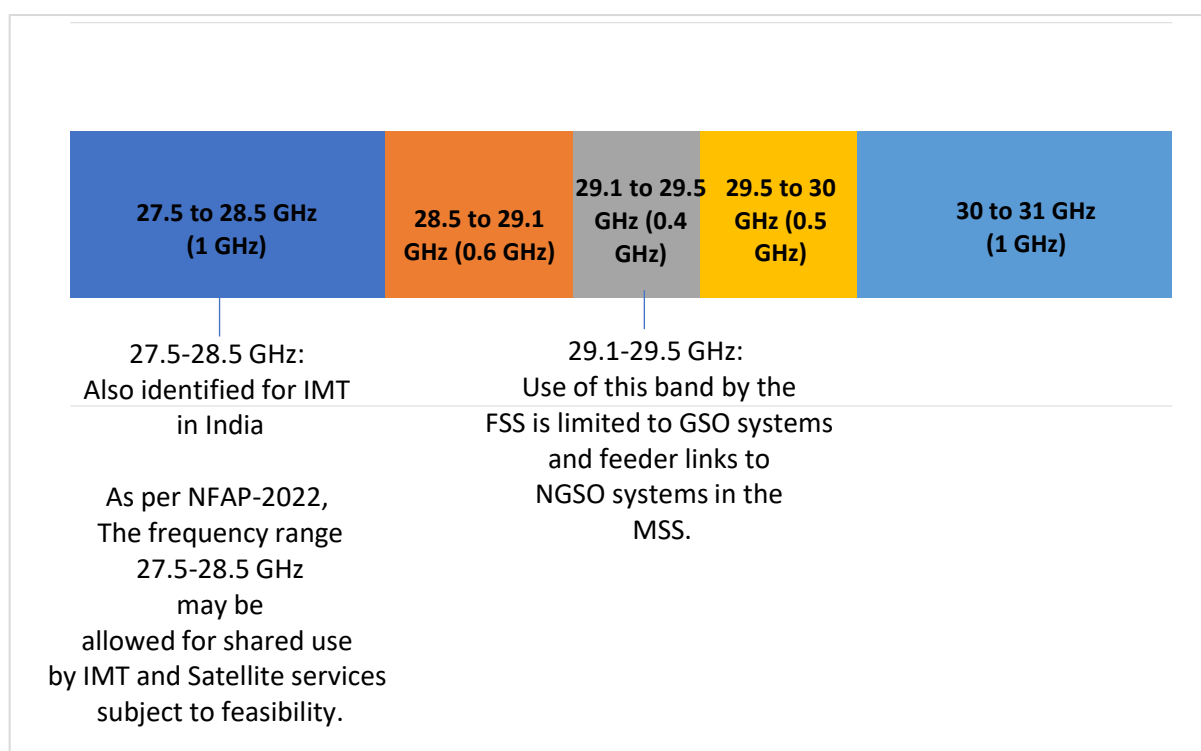 27.5 to 28.5 GHz
(1 GHz)
28.5 to 29.1
GHz (0.6 GHz)
29.1 to 29.5
GHz (0.4
GHz)
29.5 to 30
GHz (0.5
GHz)
30 to 31 GHz
(1 GHz)
27.5-28.5 GHz:
Also identified for IMT
in India
As per NFAP-2022,
The frequency range
27.5-28.5 GHz
may be
allowed for shared use
by IMT and Satellite services
subject to feasibility.
29.1-29.5 GHz:
Use of this band by the
FSS is limited to GSO systems
and feeder links to
NGSO systems in the
MSS.